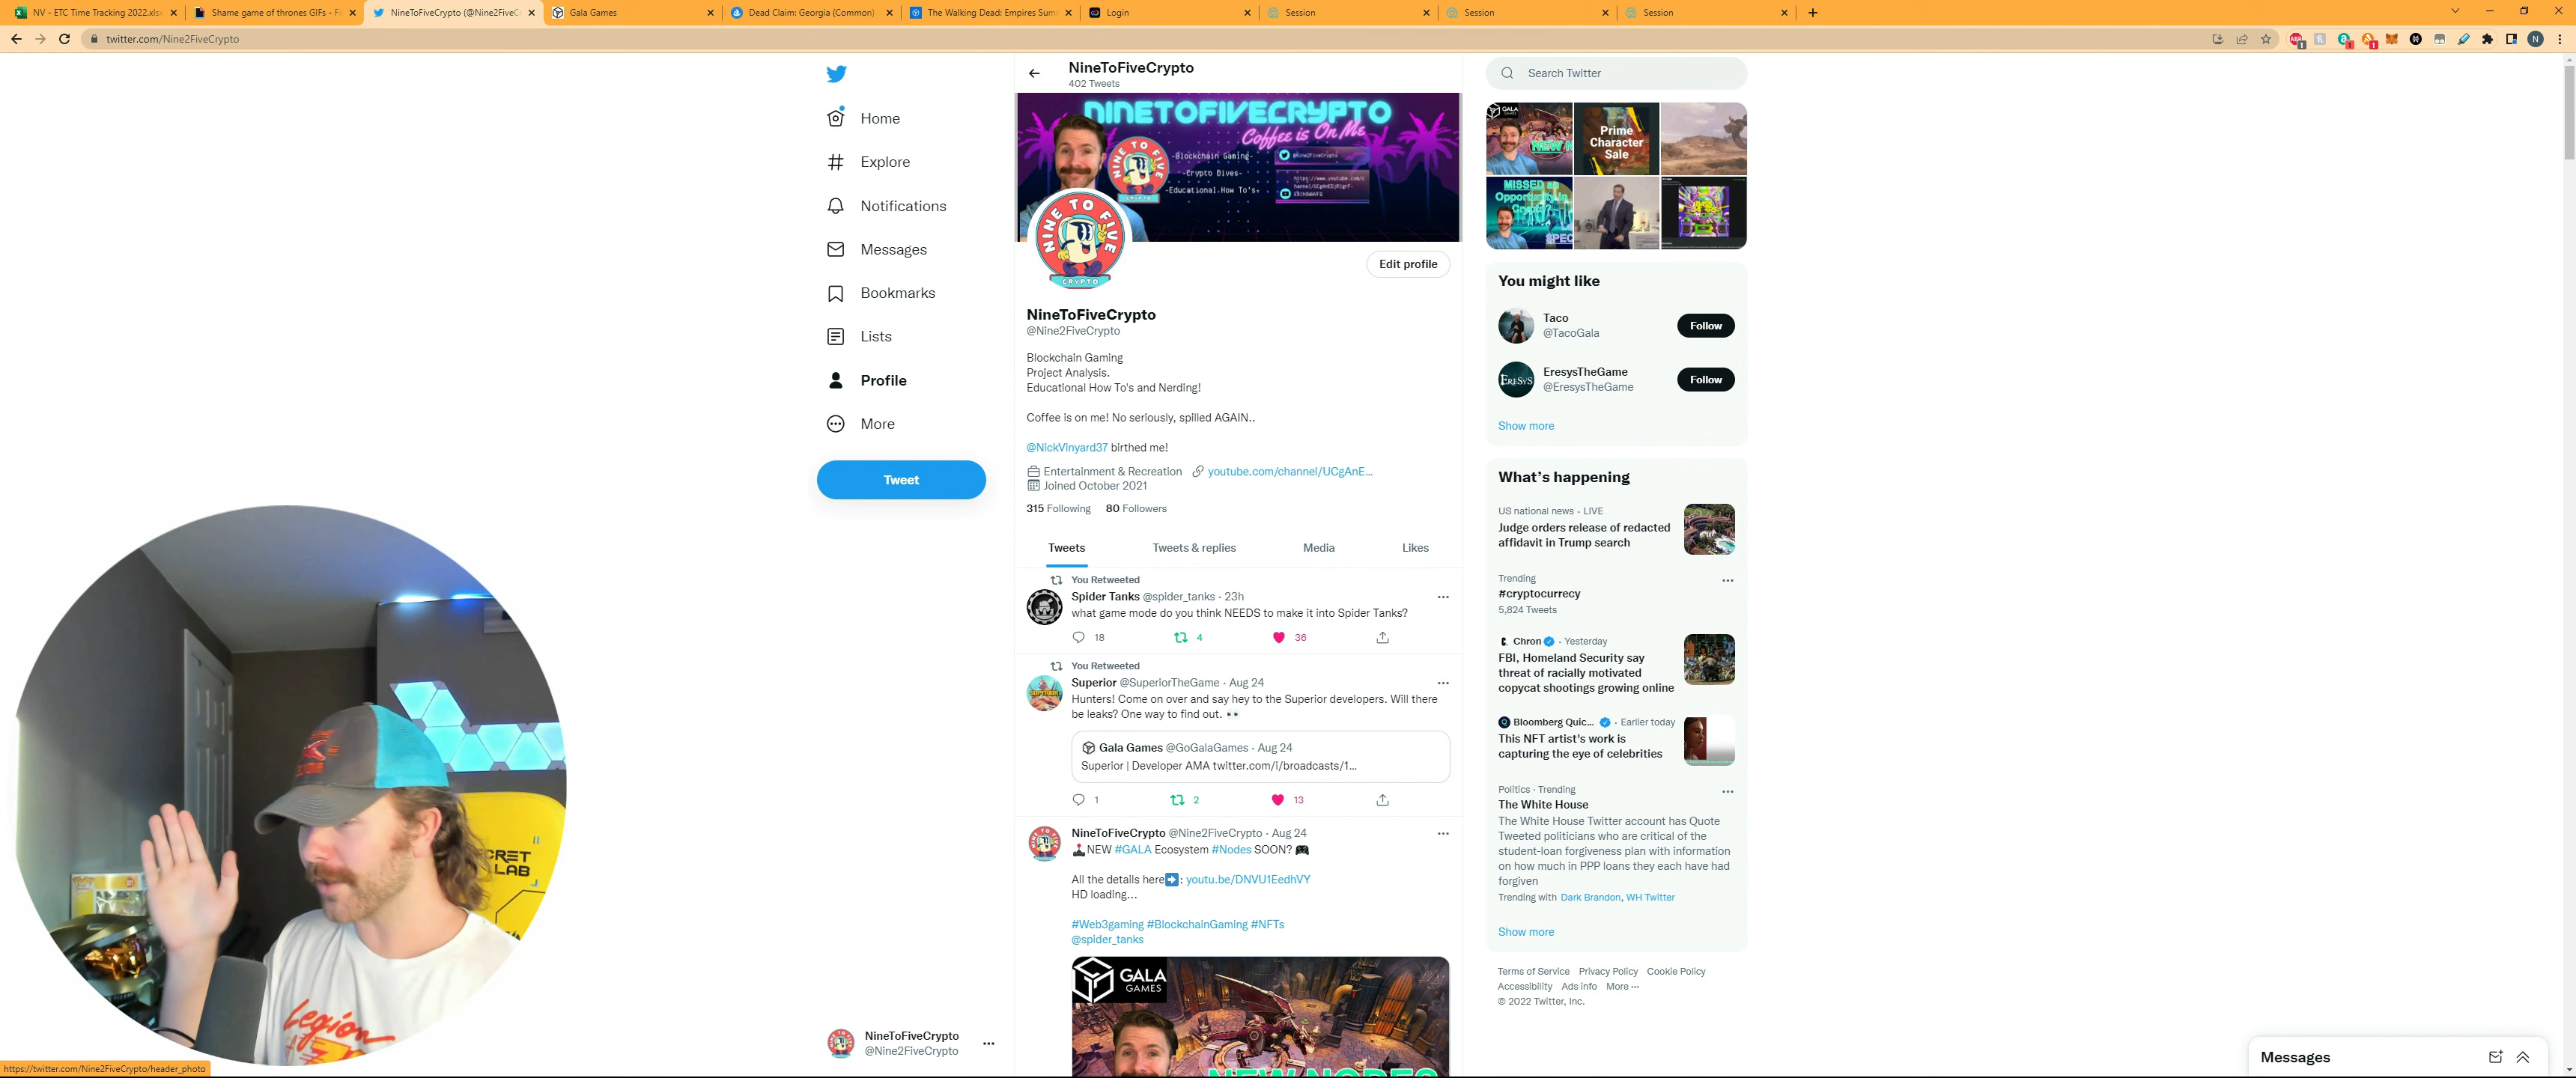 NV - ETC Time Tracking 2022.xlsx
Shame game of thrones GIFs - Fi
NineToFiveCrypto (@Nine2FiveC
Gala Games
Dead Claim: Georgia (Common)
The Walking Dead: Empires Sum
Login
Session
Session
Session
twitter.com/Nine2FiveCrypto
NineToFiveCrypto
402 Tweets
Search Twitter
Home
Explore
Notifications
Messages
Bookmarks
Lists
Profile
More
Tweet
NINETOFIVECRYPTO
Coffee is On Me
-Blockchain Gaming-
-Crypto Dives-
-Educational How To's-
@Nine2FiveCrypto
NINE TO FIVE
CRYPTO
Edit profile
NineToFiveCrypto
@Nine2FiveCrypto
Blockchain Gaming
Project Analysis.
Educational How To's and Nerding!
Coffee is on me! No seriously, spilled AGAIN..
@NickVinyard37 birthed me!
Entertainment & Recreation youtube.com/channel/UCgAnE...
Joined October 2021
315 Following 80 Followers
Tweets Tweets & replies Media Likes
You Retweeted
Spider Tanks @spider_tanks · 23h
what game mode do you think NEEDS to make it into Spider Tanks?
18 4 36
You Retweeted
Superior @SuperiorTheGame · Aug 24
Hunters! Come on over and say hey to the Superior developers. Will there
be leaks? One way to find out. 👀
Gala Games @GoGalaGames · Aug 24
Superior | Developer AMA twitter.com/i/broadcasts/1...
1 2 13
NineToFiveCrypto @Nine2FiveCrypto · Aug 24
🕹️NEW #GALA Ecosystem #Nodes SOON? 🎮
All the details here➡️: youtu.be/DNVU1EedhVY
HD loading...
#Web3gaming #BlockchainGaming #NFTs
@spider_tanks
GALA
GAMES
NEW NODES
GALA
NEW N
Prime
Character
Sale
MISSED an
Opportunity in
Crypto?
SPEC
You might like
Taco
@TacoGala
Follow
EresysTheGame
@EresysTheGame
Follow
Show more
What's happening
US national news · LIVE
Judge orders release of redacted
affidavit in Trump search
Trending
#cryptocurrecy
5,824 Tweets
Chron · Yesterday
FBI, Homeland Security say
threat of racially motivated
copycat shootings growing online
Bloomberg Quic... · Earlier today
This NFT artist's work is
capturing the eye of celebrities
Politics · Trending
The White House
The White House Twitter account has Quote
Tweeted politicians who are critical of the
student-loan forgiveness plan with information
on how much in PPP loans they each have had
forgiven
Trending with Dark Brandon, WH Twitter
Show more
Terms of Service Privacy Policy Cookie Policy
Accessibility Ads info More ···
© 2022 Twitter, Inc.
CRET
LAB
Legion
NineToFiveCrypto
@Nine2FiveCrypto
Messages
https://twitter.com/Nine2FiveCrypto/header_photo